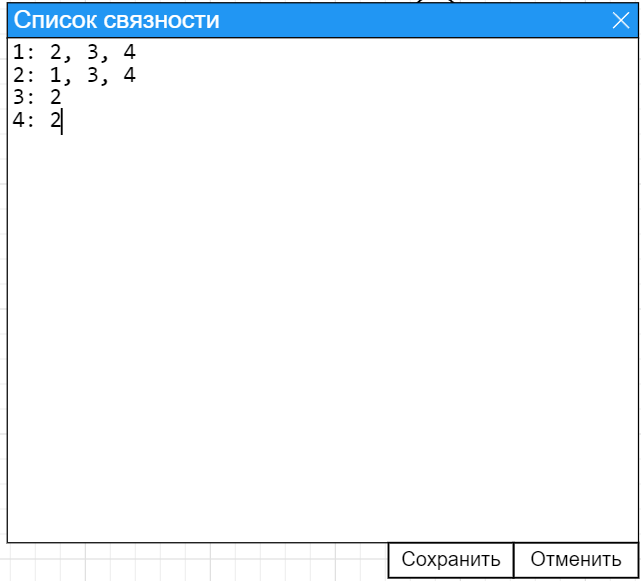 Список связности
1: 2, 3, 4
2: 1, 3, 4
3: 2
4: 2
Сохранить Отменить